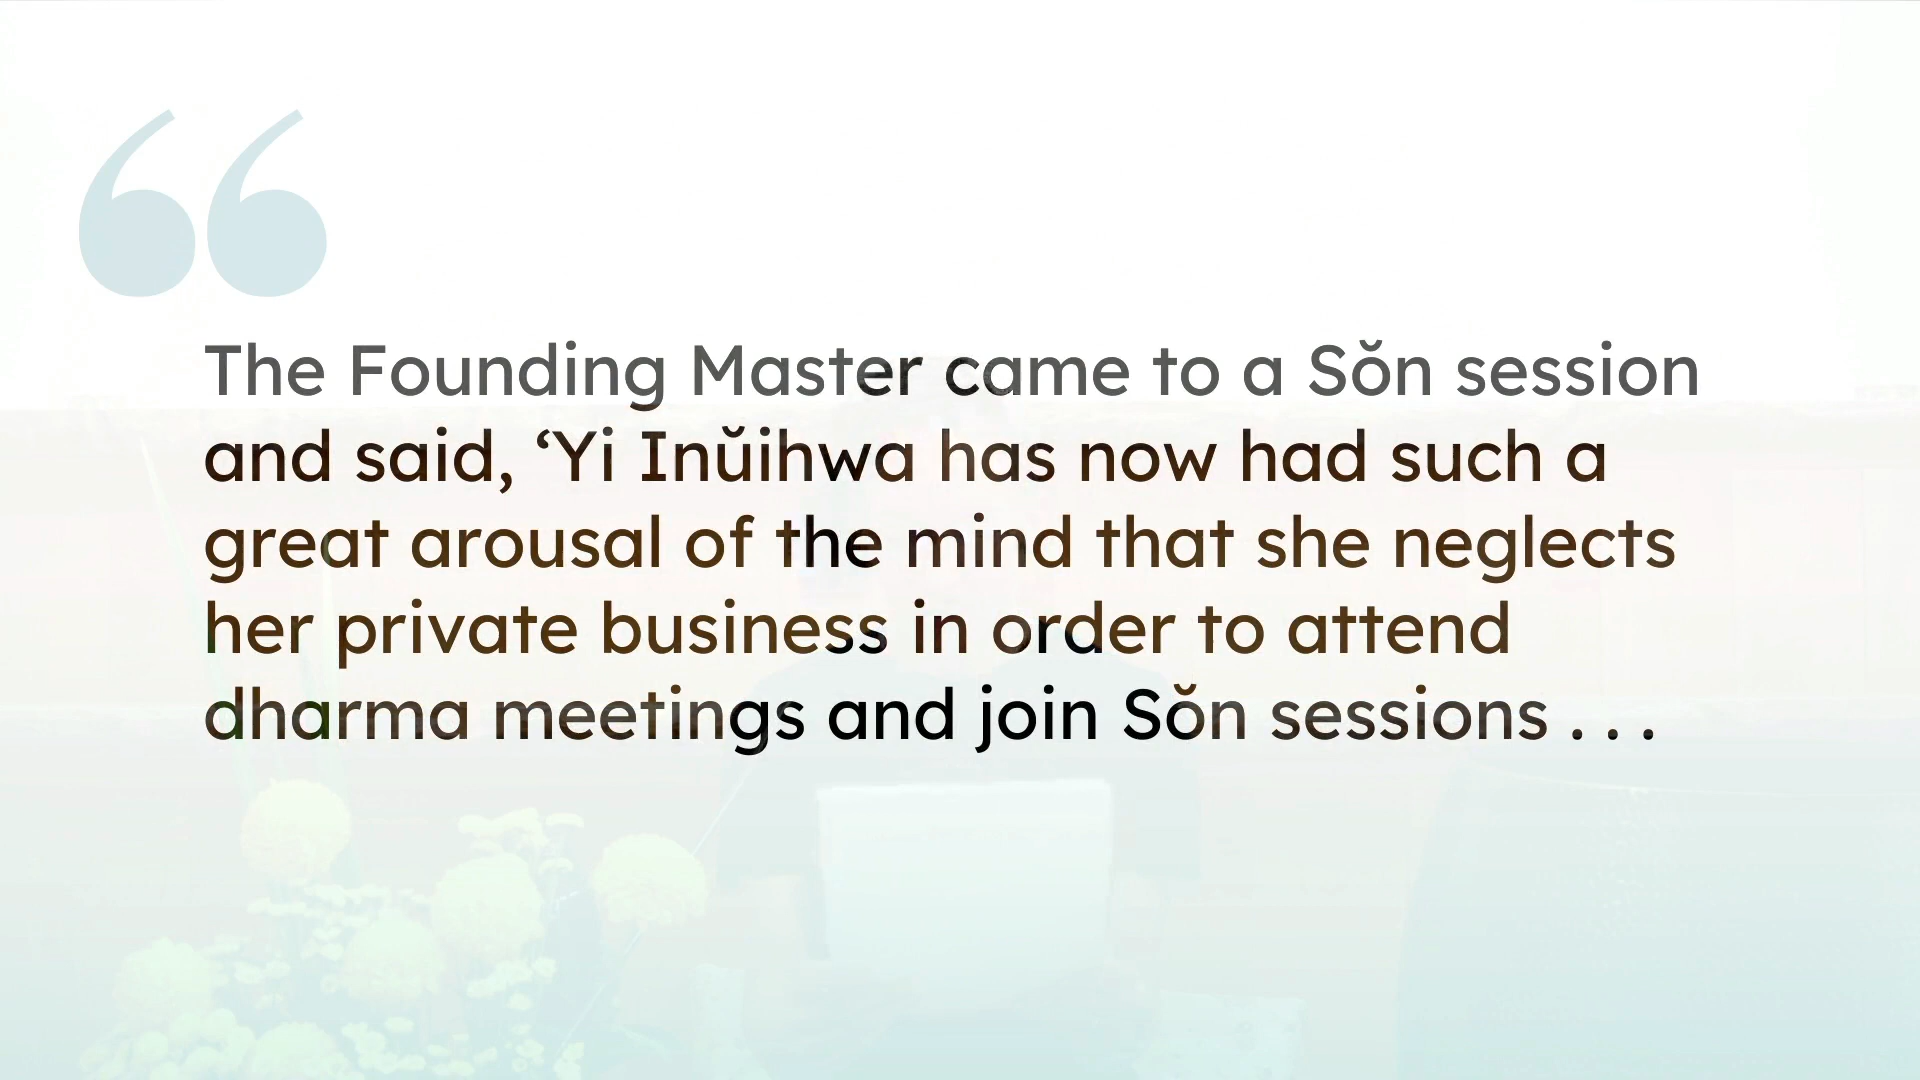 The Founding Master came to a Sŏn session
and said, ‘Yi Inŭihwa has now had such a
great arousal of the mind that she neglects
her private business in order to attend
dharma meetings and join Sŏn sessions . . .